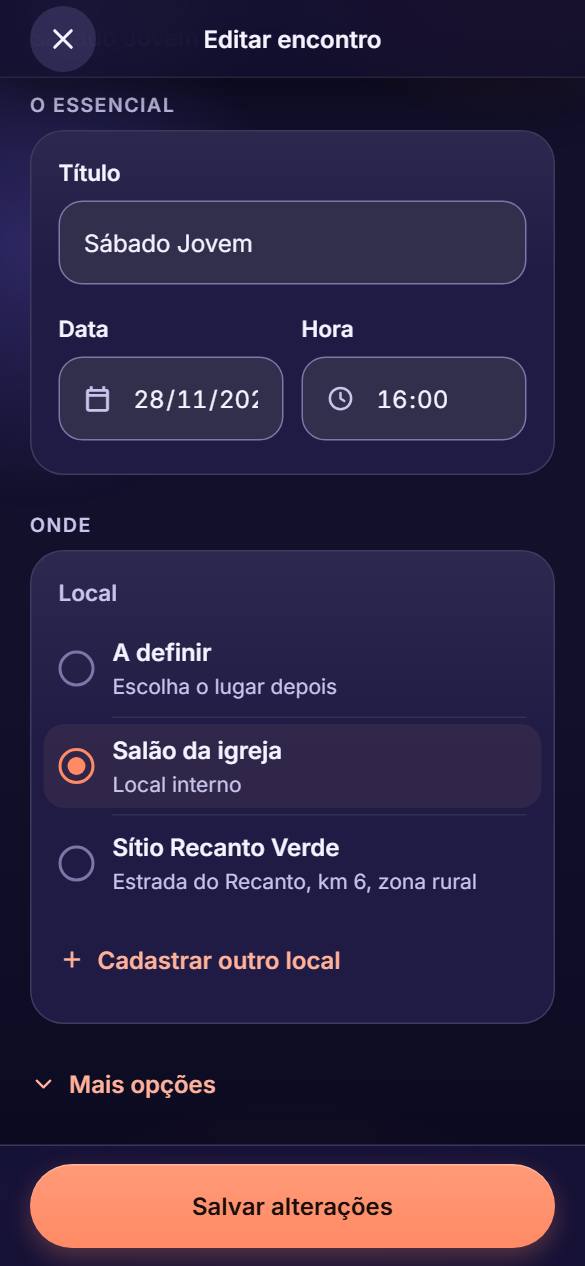 Editar encontro
O ESSENCIAL
Título
Sábado Jovem
Data
Hora
28/11/202
16:00
ONDE
Local
A definir
Escolha o lugar depois
Salão da igreja
Local interno
Sítio Recanto Verde
Estrada do Recanto, km 6, zona rural
+ Cadastrar outro local
Mais opções
Salvar alterações